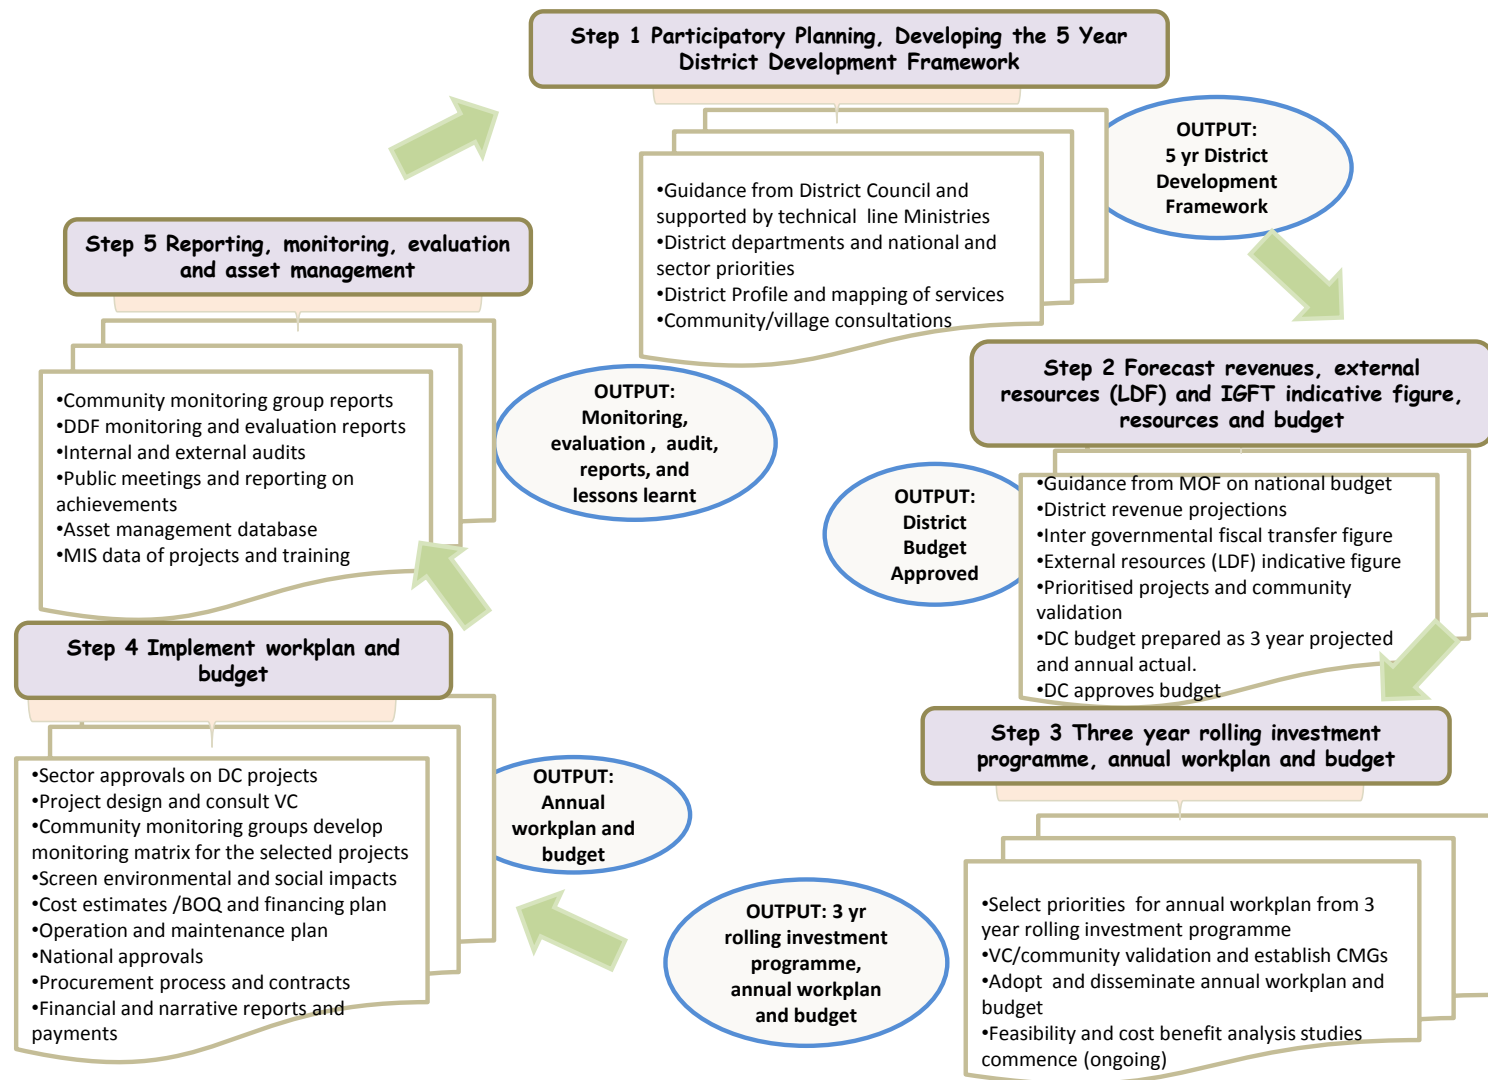 Step 1 Participatory Planning, Developing the 5 Year
District Development Framework
•Guidance from District Council and
supported by technical line Ministries
•District departments and national and
sector priorities
•District Profile and mapping of services
•Community/village consultations
OUTPUT:
5 yr District
Development
Framework
Step 2 Forecast revenues, external
resources (LDF) and IGFT indicative figure,
resources and budget
•Guidance from MOF on national budget
•District revenue projections
•Inter governmental fiscal transfer figure
•External resources (LDF) indicative figure
•Prioritised projects and community
validation
•DC budget prepared as 3 year projected
and annual actual.
•DC approves budget
OUTPUT:
District
Budget
Approved
Step 3 Three year rolling investment
programme, annual workplan and budget
•Select priorities for annual workplan from 3
year rolling investment programme
•VC/community validation and establish CMGs
•Adopt and disseminate annual workplan and
budget
•Feasibility and cost benefit analysis studies
commence (ongoing)
OUTPUT: 3 yr
rolling investment
programme,
annual workplan
and budget
Step 4 Implement workplan and
budget
•Sector approvals on DC projects
•Project design and consult VC
•Community monitoring groups develop
monitoring matrix for the selected projects
•Screen environmental and social impacts
•Cost estimates /BOQ and financing plan
•Operation and maintenance plan
•National approvals
•Procurement process and contracts
•Financial and narrative reports and
payments
OUTPUT:
Annual
workplan and
budget
Step 5 Reporting, monitoring, evaluation
and asset management
•Community monitoring group reports
•DDF monitoring and evaluation reports
•Internal and external audits
•Public meetings and reporting on
achievements
•Asset management database
•MIS data of projects and training
OUTPUT:
Monitoring,
evaluation , audit,
reports, and
lessons learnt